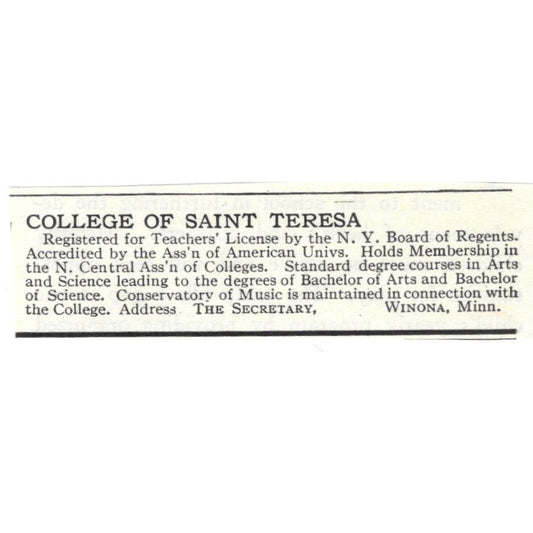 COLLEGE OF SAINT TERESA
Registered for Teachers' License by the N. Y. Board of Regents.
Accredited by the Ass'n of American Univs. Holds Membership in
the N. Central Ass'n of Colleges. Standard degree courses in Arts
and Science leading to the degrees of Bachelor of Arts and Bachelor
of Science. Conservatory of Music is maintained in connection with
the College. Address THE SECRETARY, WINONA, Minn.